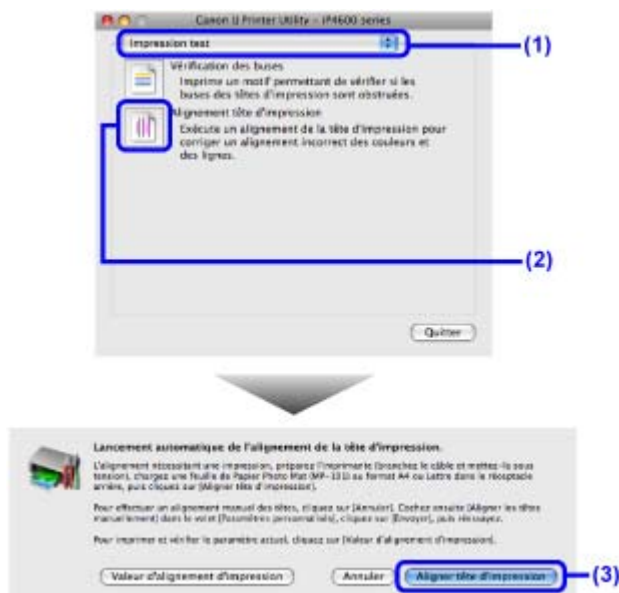 Canon IJ Printer Utility – iP4600 series
Impression test
(1)
Vérification des buses
Imprime un motif permettant de vérifier si les
buses des têtes d'impression sont obstruées.
Alignement tête d'impression
Exécute un alignement de la tête d'impression pour
corriger un alignement incorrect des couleurs et
des lignes.
(2)
Quitter
Lancement automatique de l'alignement de la tête d'impression.
L'alignement nécessitant une impression, préparez l'imprimante (branchez le câble et mettez-la sous
tension), chargez une feuille de Papier Photo Mat (MP-101) au format A4 ou Lettre dans le réceptacle
arrière, puis cliquez sur [Aligner tête d'impression].
Pour effectuer un alignement manuel des têtes, cliquez sur [Annuler]. Cochez ensuite [Aligner les têtes
manuellement] dans le volet [Paramètres personnalisés], cliquez sur [Envoyer], puis réessayez.
Pour imprimer et vérifier le paramètre actuel, cliquez sur [Valeur d'alignement d'impression].
Valeur d'alignement d'impression
Annuler
Aligner tête d'impression
(3)